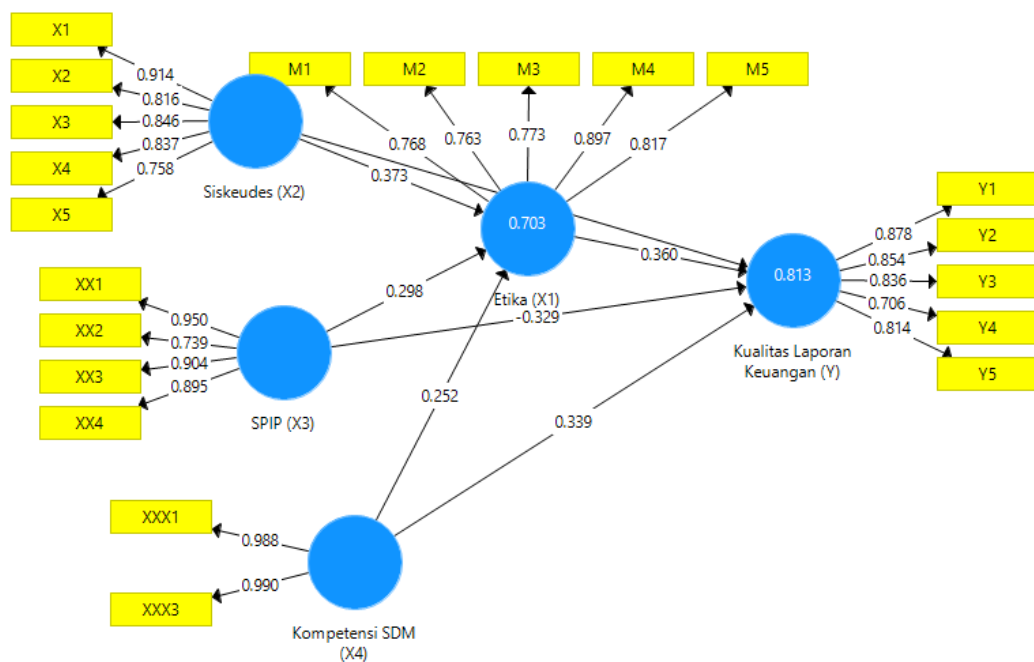 X1
X2
X3
X4
X5
0.914
0.816
0.846
0.837
0.758
Siskeudes (X2)
M1
M2
M3
M4
M5
0.768
0.763
0.773
0.897
0.817
0.373
0.703
Etika (X1)
0.360
XX1
XX2
XX3
XX4
0.950
0.739
0.904
0.895
SPIP (X3)
0.298
-0.329
0.252
0.339
0.813
Kualitas Laporan
Keuangan (Y)
0.878
0.854
0.836
0.706
0.814
Y1
Y2
Y3
Y4
Y5
XXX1
XXX3
0.988
0.990
Kompetensi SDM
(X4)